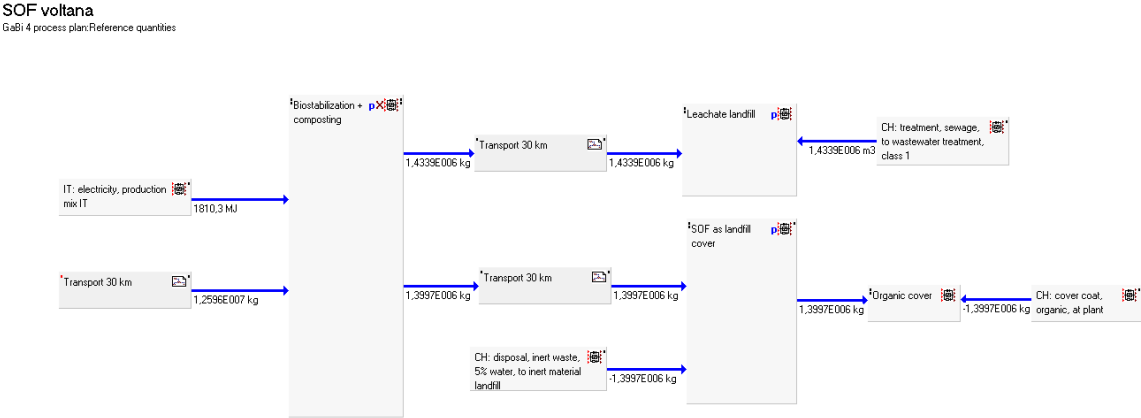 SOF voltana
GaBi 4 process plan:Reference quantities
Biostabilization +
composting
pX
Leachate landfill
p
CH: treatment, sewage,
to wastewater treatment,
class 1
Transport 30 km
1,4339E006 kg
1,4339E006 kg
1,4339E006 m3
IT: electricity, production
mix IT
1810,3 MJ
SOF as landfill
cover
p
Transport 30 km
1,2596E007 kg
Transport 30 km
1,3997E006 kg
1,3997E006 kg
Organic cover
CH: cover coat,
organic, at plant
1,3997E006 kg
-1,3997E006 kg
CH: disposal, inert waste,
5% water, to inert material
landfill
-1,3997E006 kg